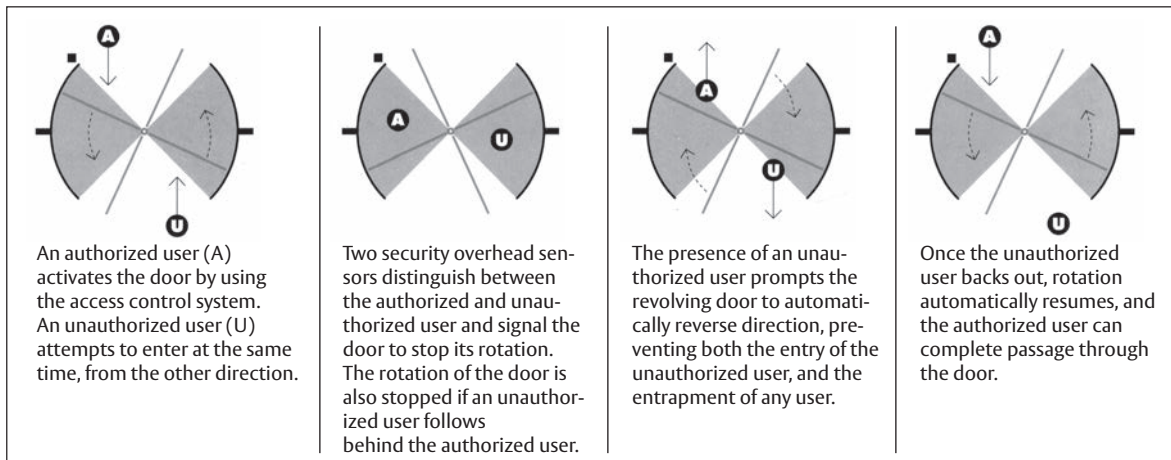 A
U
An authorized user (A)
activates the door by using
the access control system.
An unauthorized user (U)
attempts to enter at the same
time, from the other direction.
A
U
Two security overhead sen-
sors distinguish between
the authorized and unau-
thorized user and signal the
door to stop its rotation.
The rotation of the door is
also stopped if an unauthor-
ized user follows
behind the authorized user.
A
U
The presence of an unau-
thorized user prompts the
revolving door to automati-
cally reverse direction, pre-
venting both the entry of the
unauthorized user, and the
entrapment of any user.
A
U
Once the unauthorized
user backs out, rotation
automatically resumes, and
the authorized user can
complete passage through
the door.